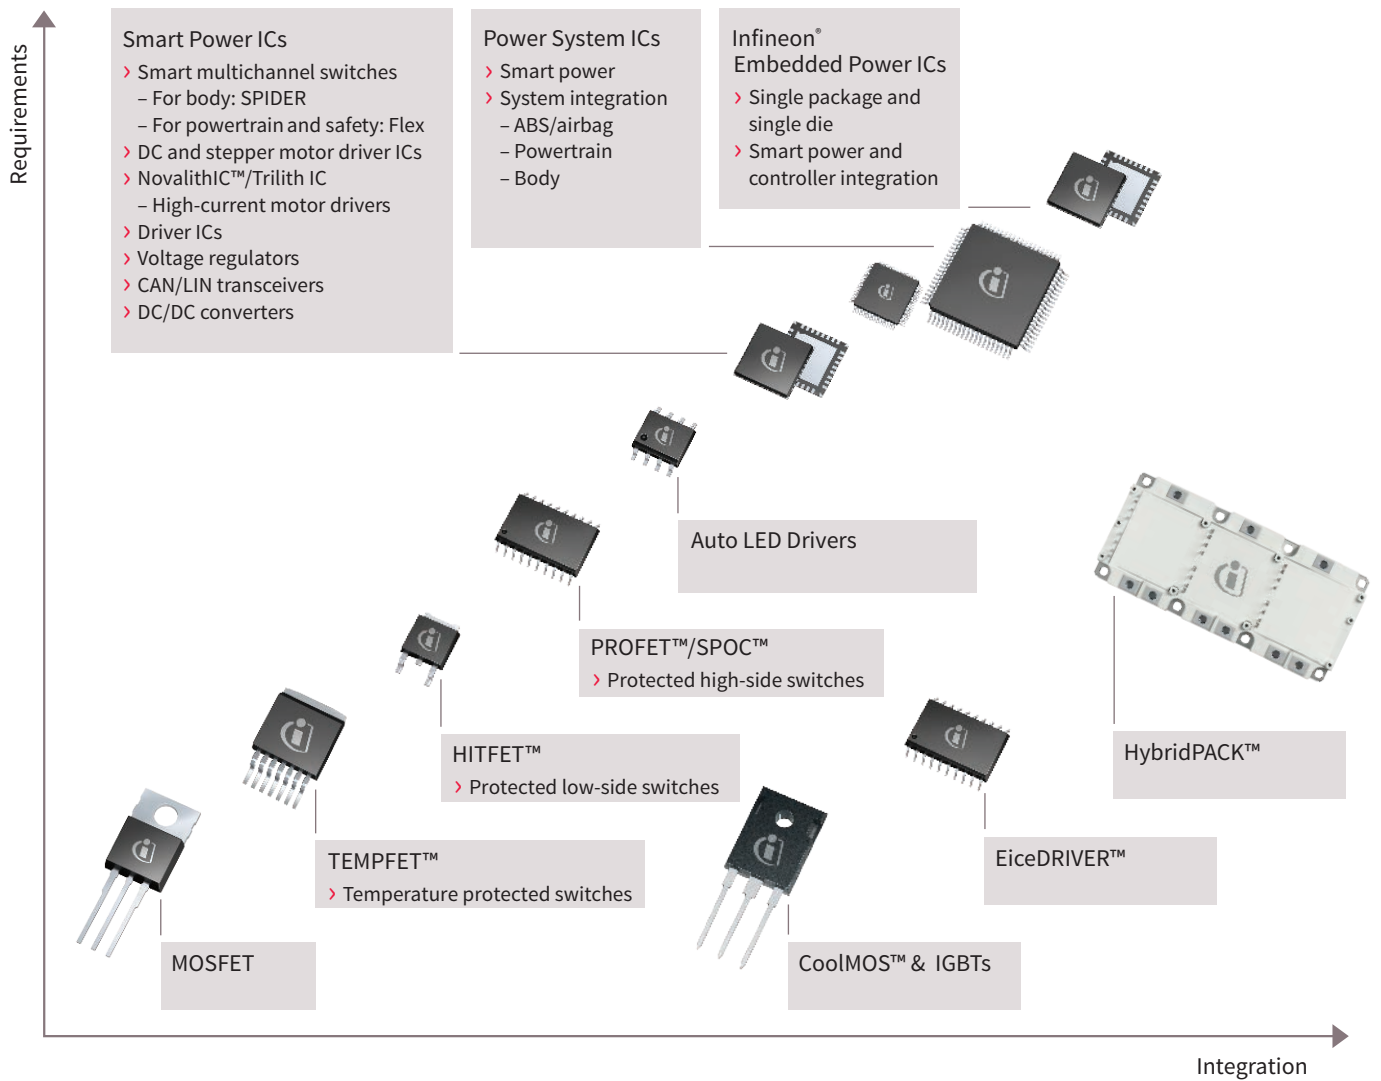 Requirements
Smart Power ICs
› Smart multichannel switches
– For body: SPIDER
– For powertrain and safety: Flex
› DC and stepper motor driver ICs
› NovalithIC™/Trilith IC
– High-current motor drivers
› Driver ICs
› Voltage regulators
› CAN/LIN transceivers
› DC/DC converters
Power System ICs
› Smart power
› System integration
– ABS/airbag
– Powertrain
– Body
Infineon®
Embedded Power ICs
› Single package and
single die
› Smart power and
controller integration
Auto LED Drivers
PROFET™/SPOC™
› Protected high-side switches
HITFET™
› Protected low-side switches
HybridPACK™
TEMPFET™
› Temperature protected switches
EiceDRIVER™
MOSFET
CoolMOS™ & IGBTs
Integration